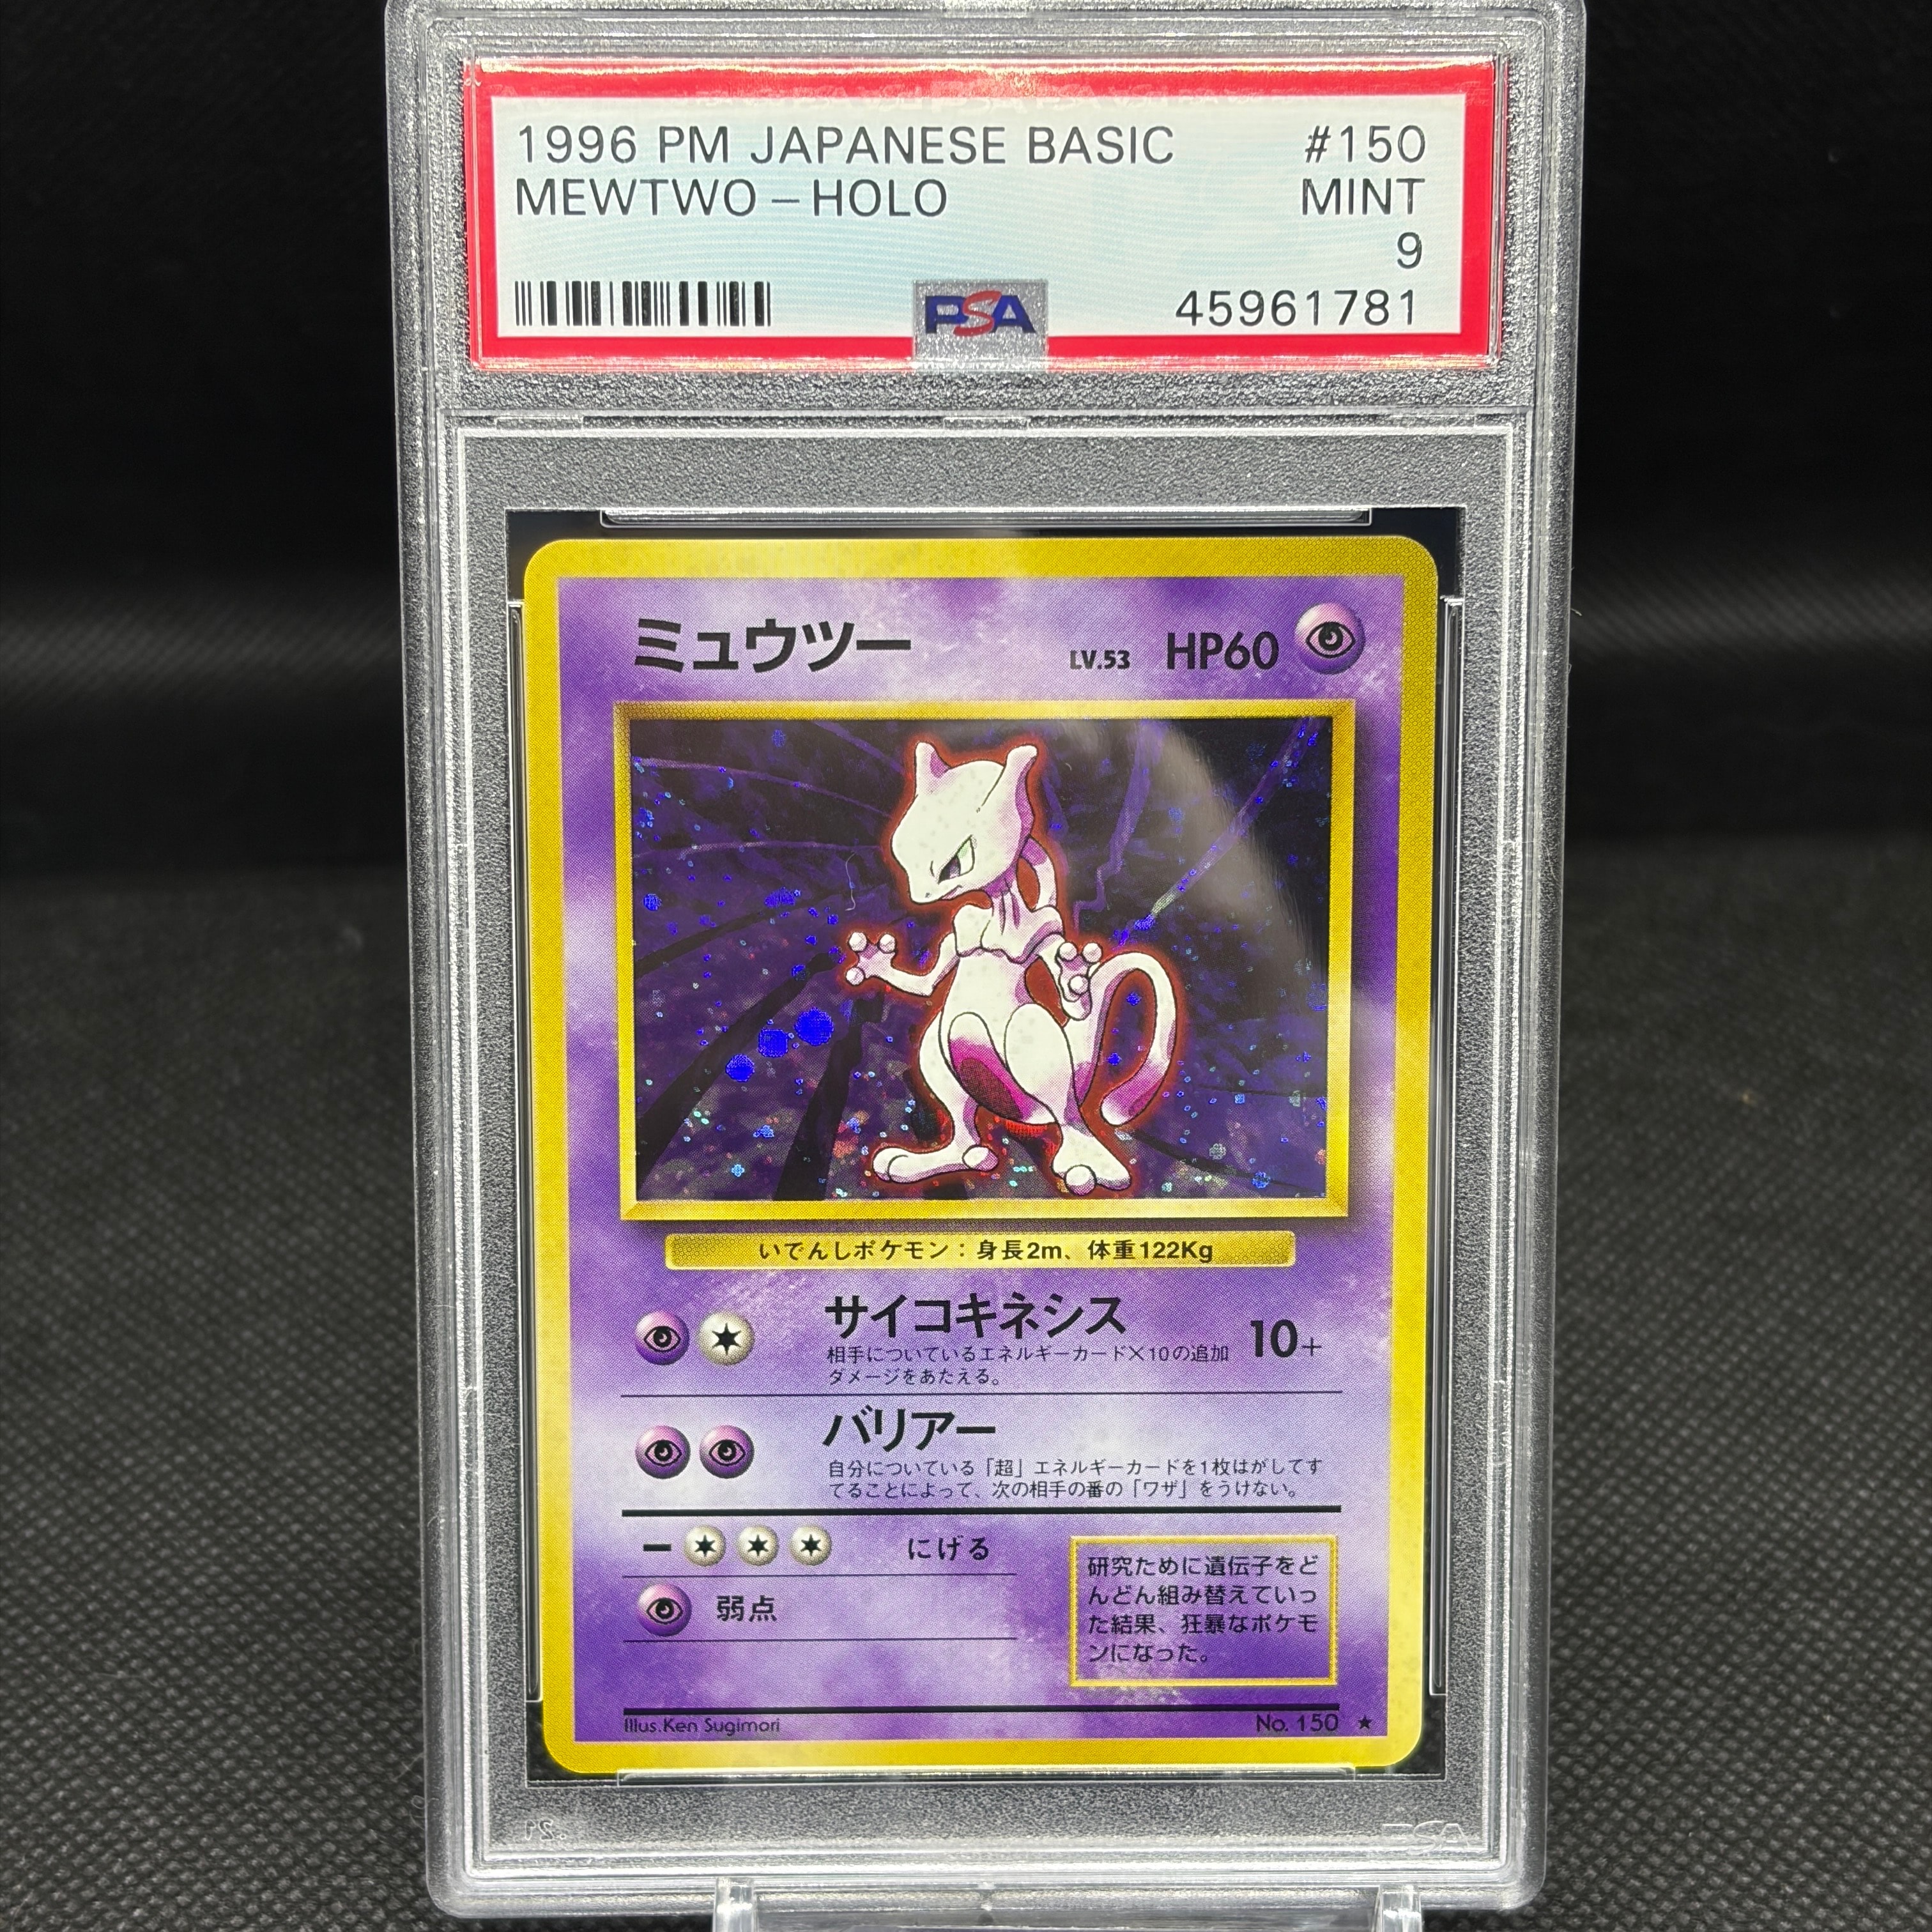 1996 PM JAPANESE BASIC #150
MEWTWO – HOLO MINT
9
PSA 45961781
ミュウツー LV.53 HP60
いでんしポケモン：身長2m、体重122Kg
サイコキネシス 10+
相手についているエネルギーカード×10の追加
ダメージをあたえる。
バリアー
自分についている「超」エネルギーカードを1枚はがしてす
てることによって、次の相手の番の「ワザ」をうけない。
にげる
弱点
研究ために遺伝子をど
んどん組み替えていっ
た結果、狂暴なポケモ
ンになった。
Illus.Ken Sugimori No. 150 ★
PSA